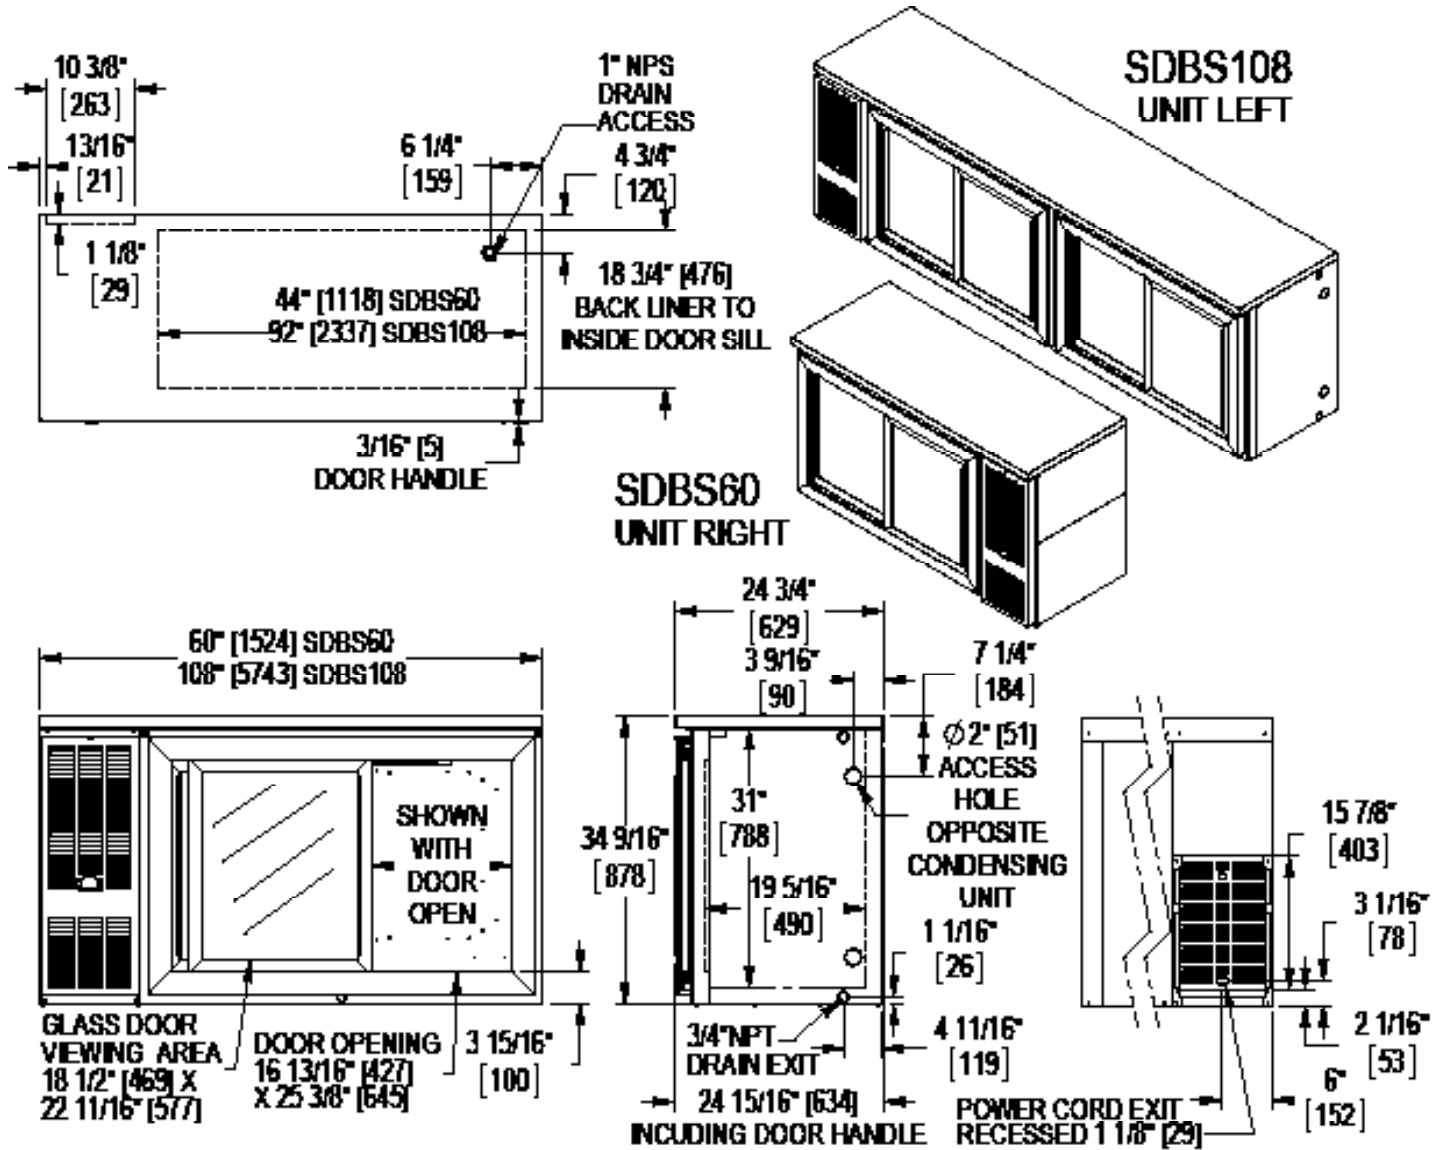 10 3/8"
[263]
13/16"
[21]
1 1/8"
[29]
6 1/4"
[159]
1" NPS
DRAIN
ACCESS
4 3/4"
[120]
44" [1118] SDBS60
92" [2337] SDBS108
18 3/4" [476]
BACK LINER TO
INSIDE DOOR SILL
3/16" [5]
DOOR HANDLE
SDBS108
UNIT LEFT
SDBS60
UNIT RIGHT
60" [1524] SDBS60
108" [5743] SDBS108
SHOWN
WITH
DOOR
OPEN
GLASS DOOR
VIEWING AREA
18 1/2" [469] X
22 11/16" [577]
DOOR OPENING
16 13/16" [427]
X 25 3/8" [645]
3 15/16"
[100]
24 3/4"
[629]
3 9/16"
[90]
7 1/4"
[184]
Ø2" [51]
ACCESS
HOLE
OPPOSITE
CONDENSING
UNIT
34 9/16"
[878]
31"
[788]
19 5/16"
[490]
1 1/16"
[26]
3/4"NPT
DRAIN EXIT
4 11/16"
[119]
24 15/16" [634]
INCUDING DOOR HANDLE
15 7/8"
[403]
3 1/16"
[78]
2 1/16"
[53]
6"
[152]
POWER CORD EXIT
RECESSED 1 1/8" [29]